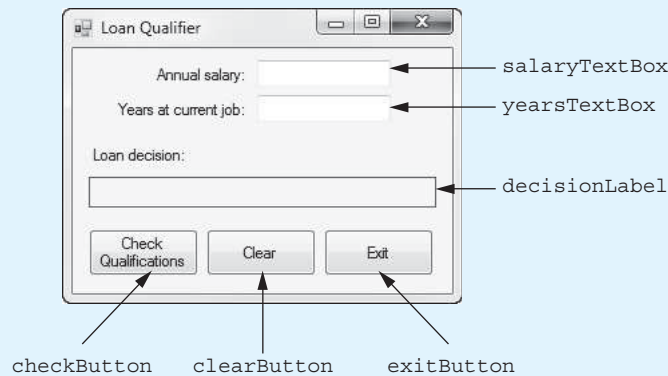 Loan Qualifier
Annual salary:
salaryTextBox
Years at current job:
yearsTextBox
Loan decision:
decisionLabel
Check
Qualifications
Clear
Exit
checkButton clearButton exitButton